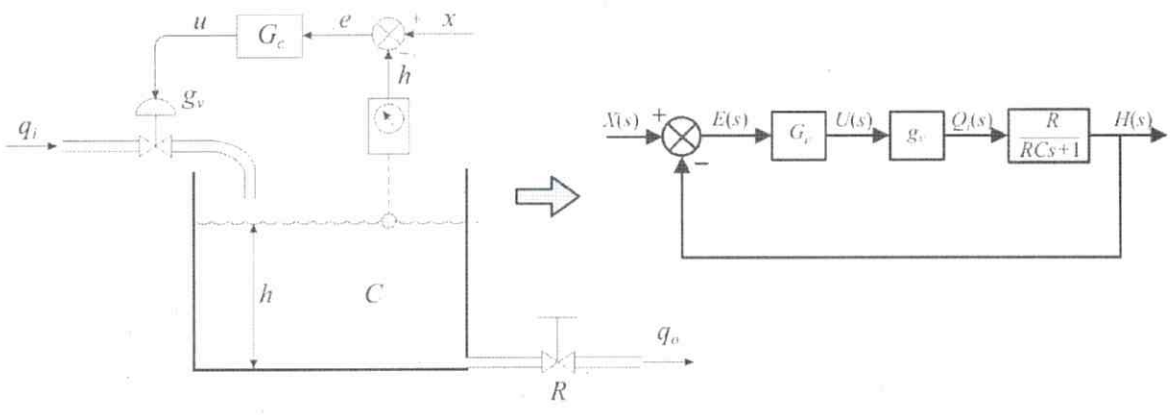 u
G_c
e
+
x
−
h
g_v
q_i
h
C
q_o
R
X(s)
+
−
E(s)
G_c
U(s)
g_v
Q_i(s)
R
RCs+1
H(s)